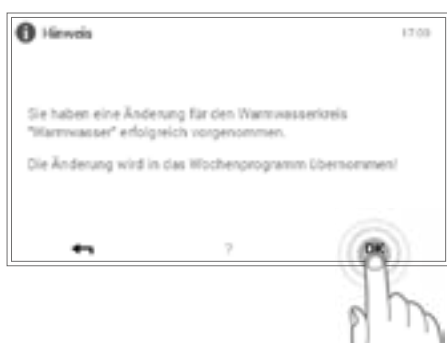 Hinweis 17:03
Sie haben eine Änderung für den Warmwasserkreis
"Warmwasser" erfolgreich vorgenommen.
Die Änderung wird in das Wochenprogramm übernommen!
?
OK